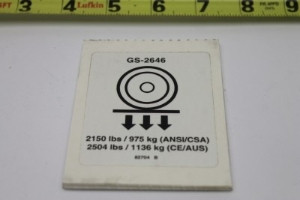 3 Lufkin 4 5 6 7 8
GS-2646
2150 lbs / 975 kg (ANSI/CSA)
2504 lbs / 1136 kg (CE/AUS)
82704 B